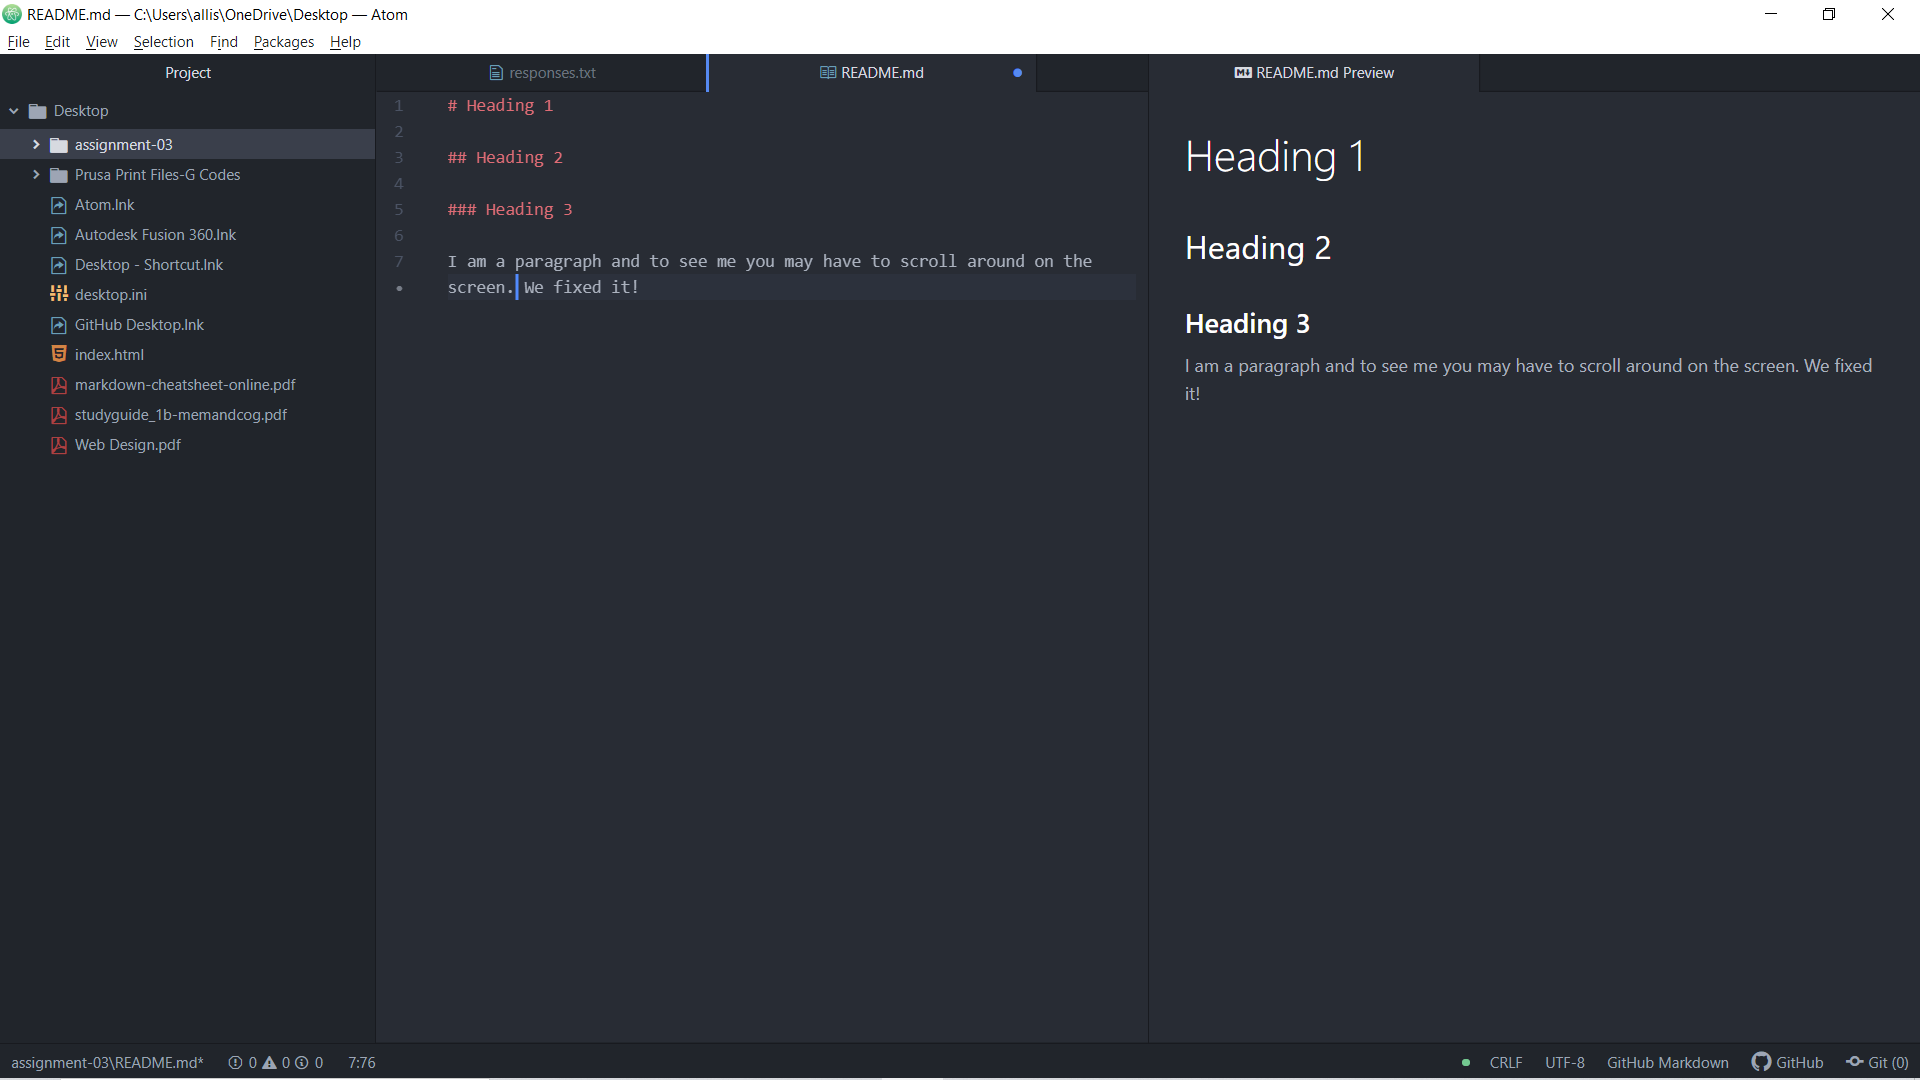 README.md — C:\Users\allis\OneDrive\Desktop — Atom
File Edit View Selection Find Packages Help
Project
Desktop
assignment-03
Prusa Print Files-G Codes
Atom.lnk
Autodesk Fusion 360.lnk
Desktop - Shortcut.lnk
desktop.ini
GitHub Desktop.lnk
index.html
markdown-cheatsheet-online.pdf
studyguide_1b-memandcog.pdf
Web Design.pdf
responses.txt
README.md
1 # Heading 1
2
3 ## Heading 2
4
5 ### Heading 3
6
7 I am a paragraph and to see me you may have to scroll around on the
• screen. We fixed it!
README.md Preview
Heading 1
Heading 2
Heading 3
I am a paragraph and to see me you may have to scroll around on the screen. We fixed
it!
assignment-03\README.md* 0 0 0 7:76 CRLF UTF-8 GitHub Markdown GitHub Git (0)